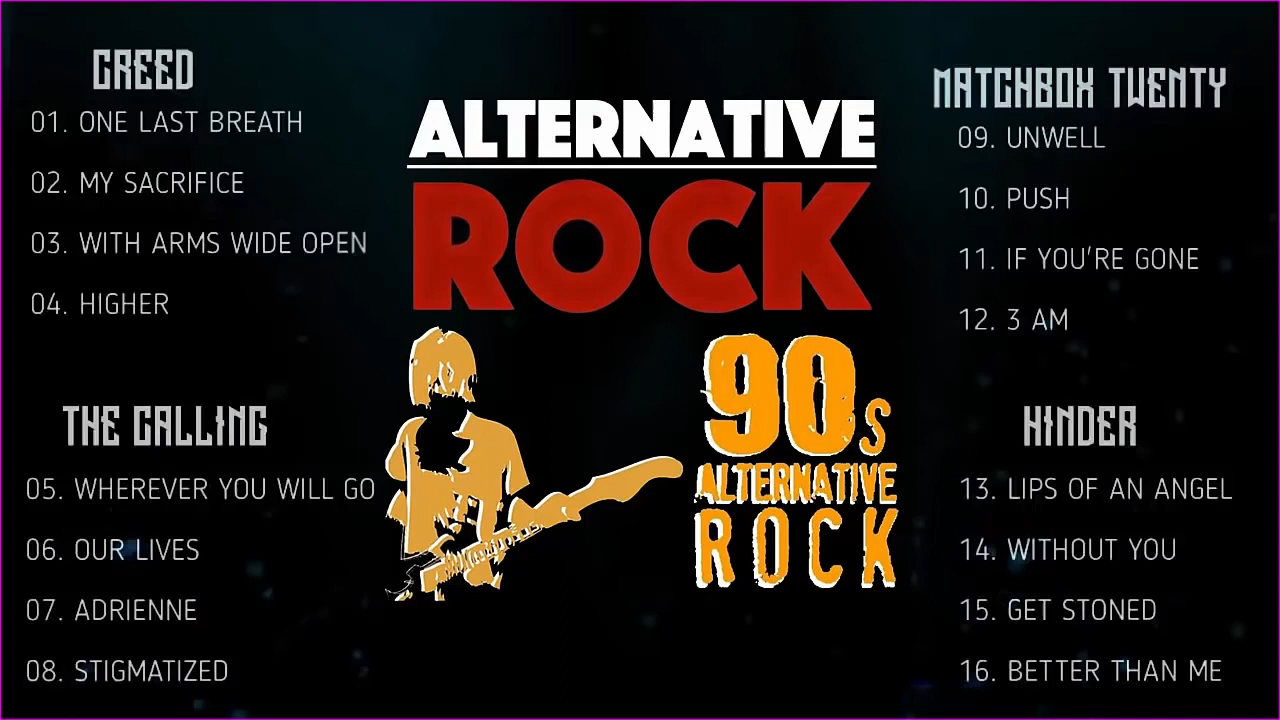 CREED
01. ONE LAST BREATH
02. MY SACRIFICE
03. WITH ARMS WIDE OPEN
04. HIGHER
THE CALLING
05. WHEREVER YOU WILL GO
06. OUR LIVES
07. ADRIENNE
08. STIGMATIZED
ALTERNATIVE
ROCK
90s
ALTERNATIVE
ROCK
MATCHBOX TWENTY
09. UNWELL
10. PUSH
11. IF YOU'RE GONE
12. 3 AM
HINDER
13. LIPS OF AN ANGEL
14. WITHOUT YOU
15. GET STONED
16. BETTER THAN ME